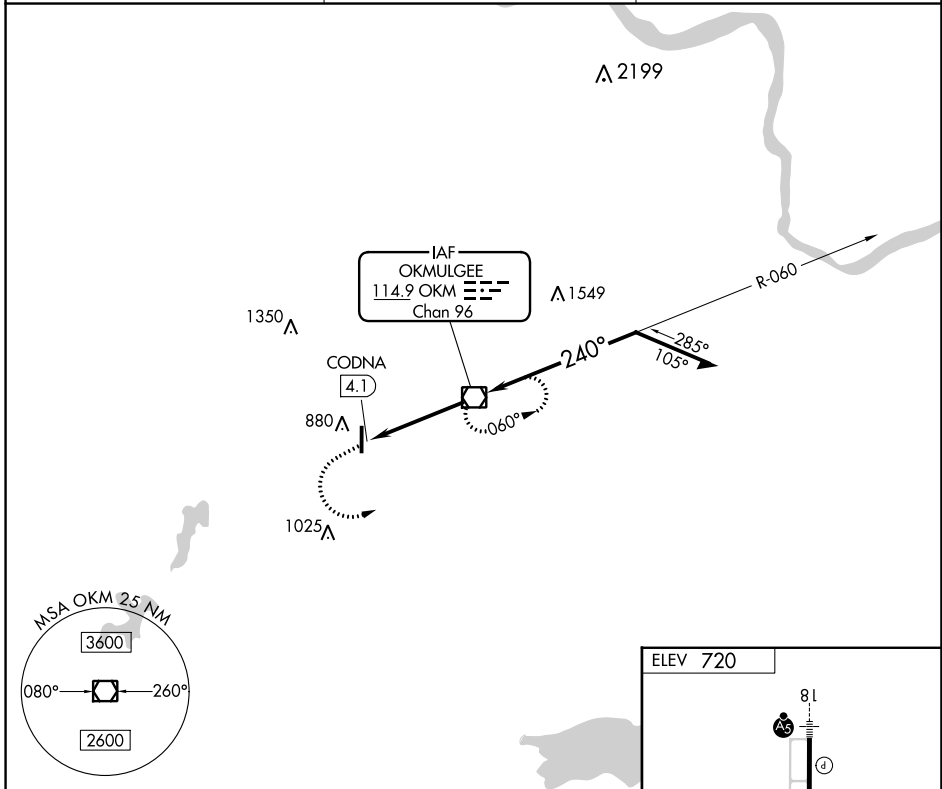 2199
IAF
OKMULGEE
114.9 OKM
Chan 96
1549
R-060
1350
285°
105°
240°
CODNA
4.1
880
060°
1025
MSA OKM 25 NM
3600
080°
260°
2600
ELEV 720
18
A5
P